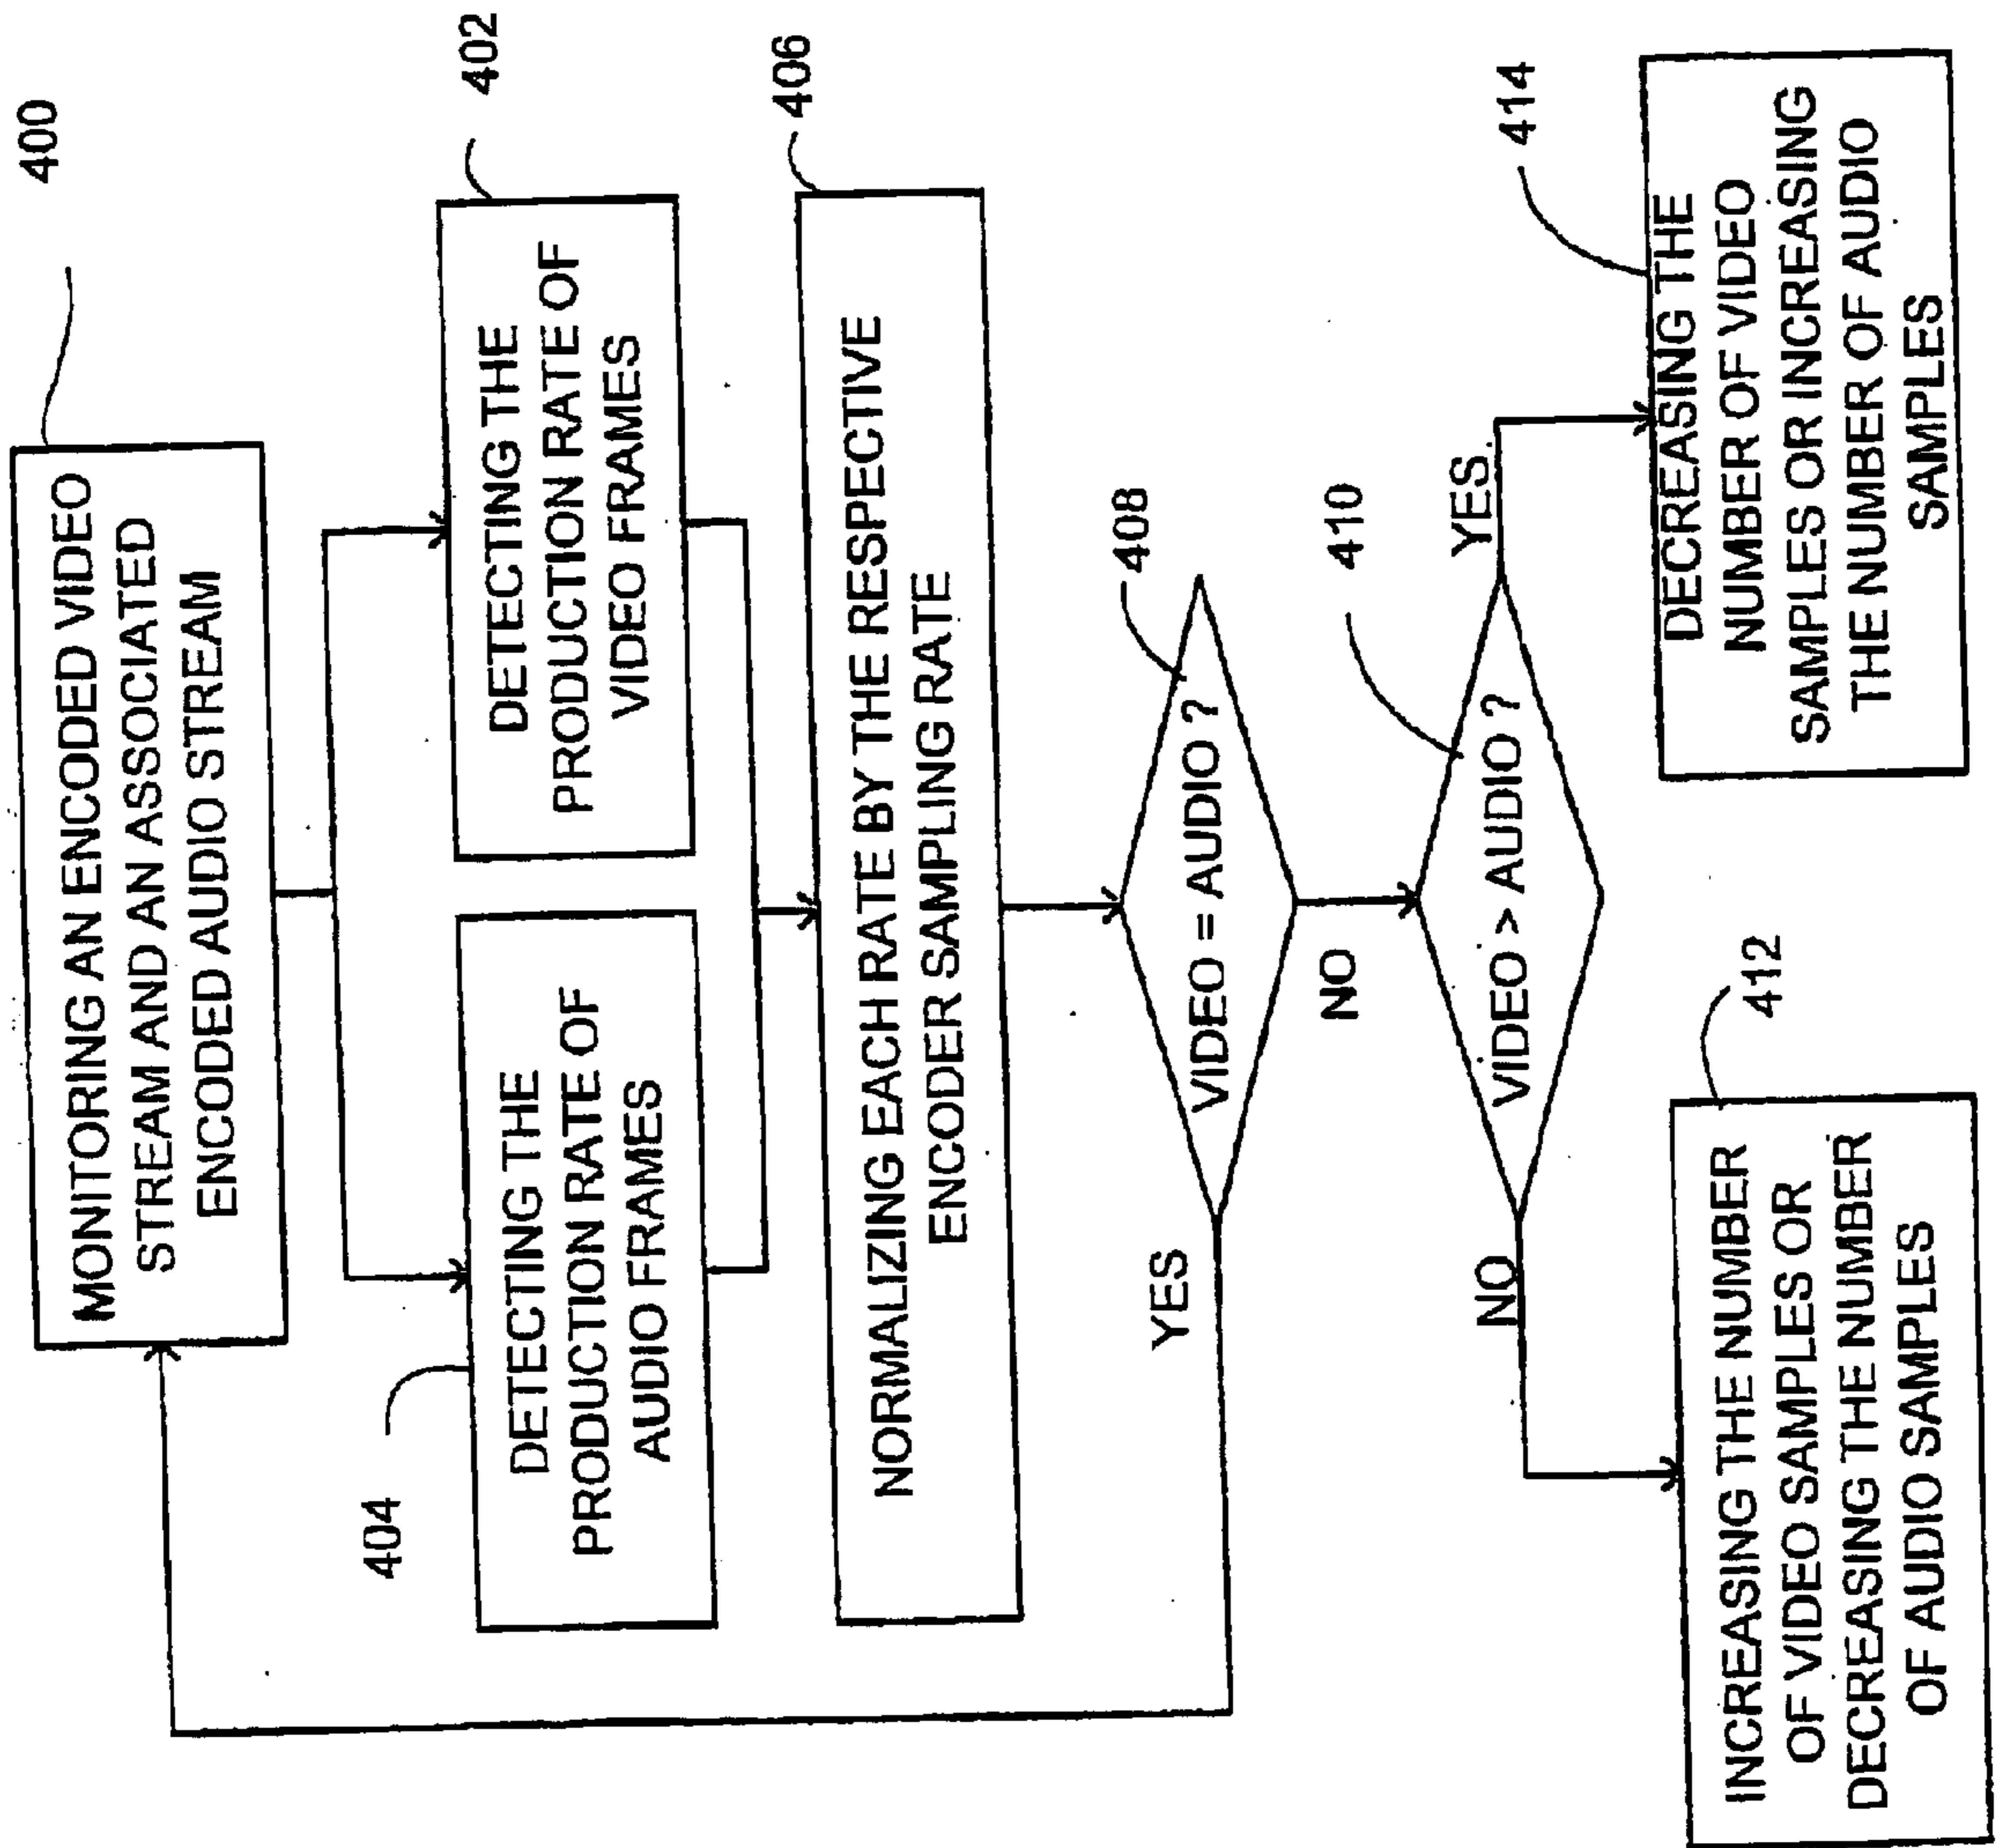 400
MONITORING AN ENCODED VIDEO
STREAM AND AN ASSOCIATED
ENCODED AUDIO STREAM
404
DETECTING THE
PRODUCTION RATE OF
AUDIO FRAMES
402
DETECTING THE
PRODUCTION RATE OF
VIDEO FRAMES
406
NORMALIZING EACH RATE BY THE RESPECTIVE
ENCODER SAMPLING RATE
408
VIDEO = AUDIO ?
YES
NO
410
VIDEO > AUDIO ?
NO
YES
412
INCREASING THE NUMBER
OF VIDEO SAMPLES OR
DECREASING THE NUMBER
OF AUDIO SAMPLES
414
DECREASING THE
NUMBER OF VIDEO
SAMPLES OR INCREASING
THE NUMBER OF AUDIO
SAMPLES